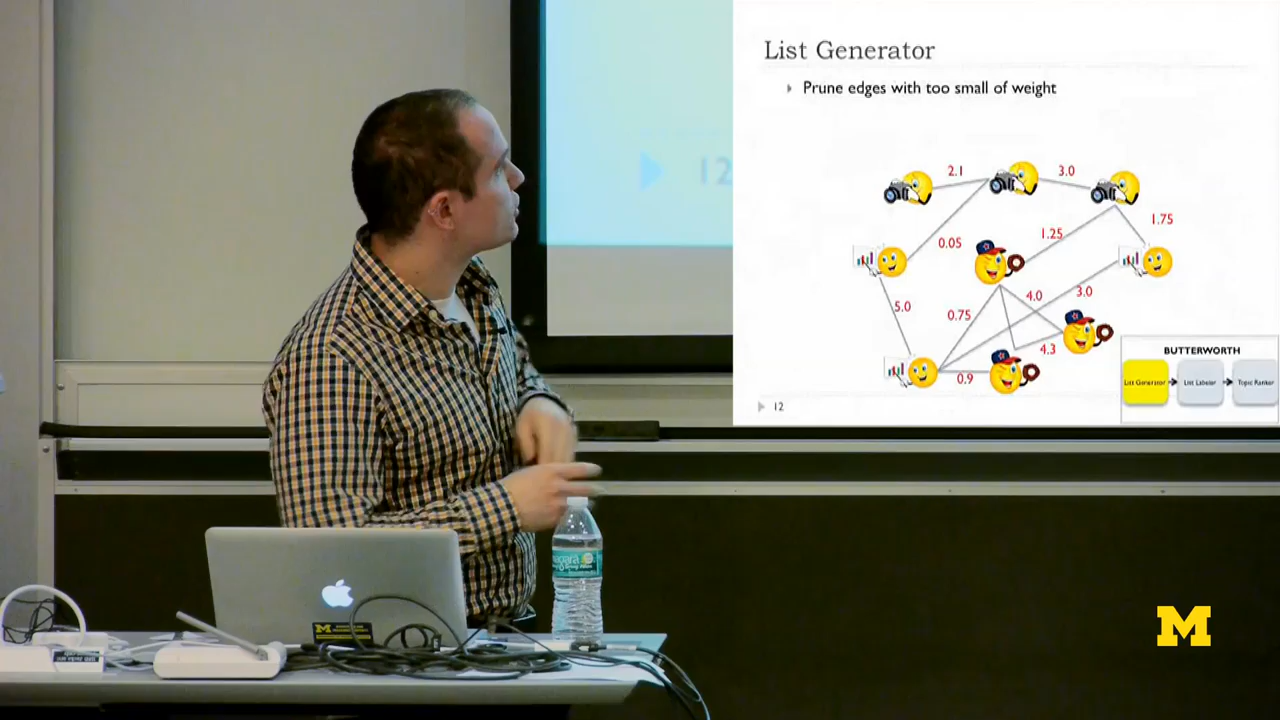 List Generator
Prune edges with too small of weight
2.1
3.0
1.75
0.05
1.25
5.0
0.75
4.0
3.0
4.3
0.9
BUTTERWORTH
List Generator
List Labeler
Topic Ranker
12
12
M
M